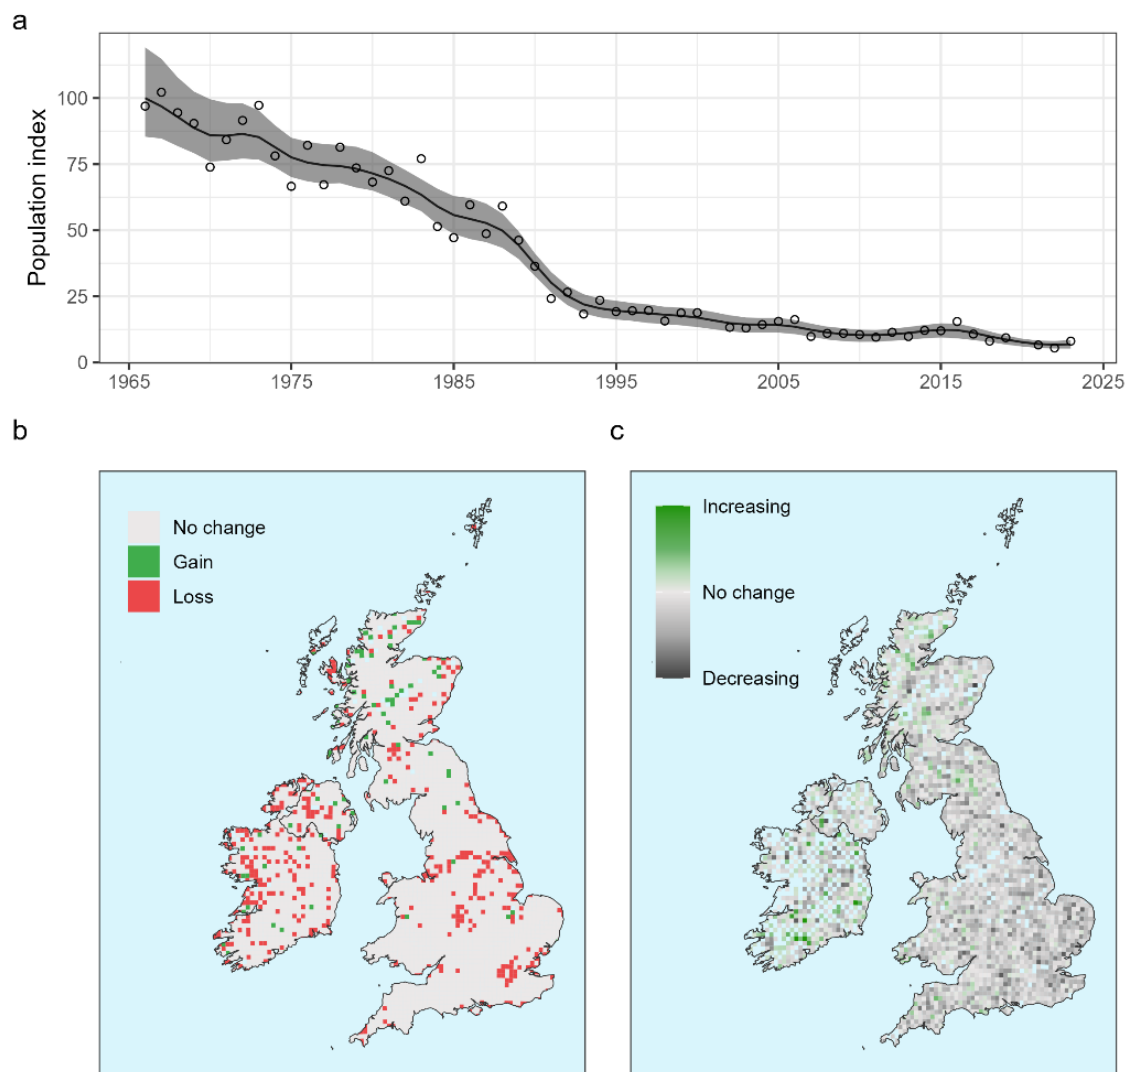 a
Population index
100
75
50
25
0
1965 1975 1985 1995 2005 2015 2025
b
No change
Gain
Loss
c
Increasing
No change
Decreasing